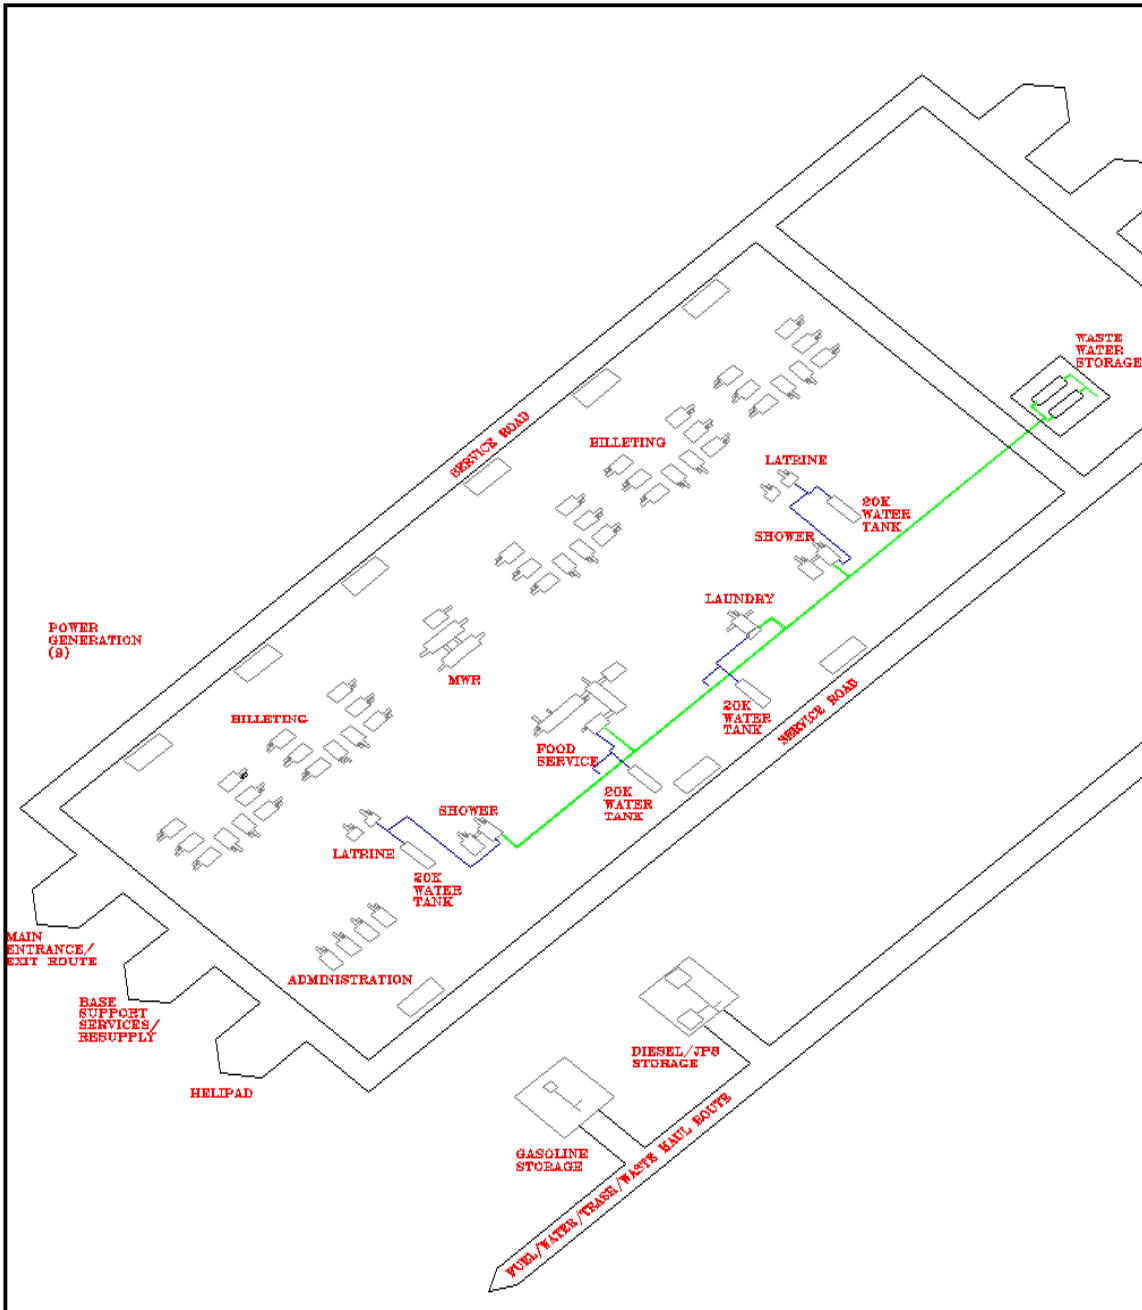 WASTE
WATER
STORAGE
SERVICE ROAD
BILLETING
LATRINE
20K
WATER
TANK
SHOWER
LAUNDRY
POWER
GENERATION
(9)
MWR
BILLETING
20K
WATER
TANK
SERVICE ROAD
FOOD
SERVICE
20K
WATER
TANK
SHOWER
LATRINE
20K
WATER
TANK
MAIN
ENTRANCE/
EXIT ROUTE
ADMINISTRATION
BASE
SUPPORT
SERVICES/
RESUPPLY
HELIPAD
DIESEL/JP8
STORAGE
GASOLINE
STORAGE
FUEL/WATER/TRASH/WASTE HAUL ROUTE